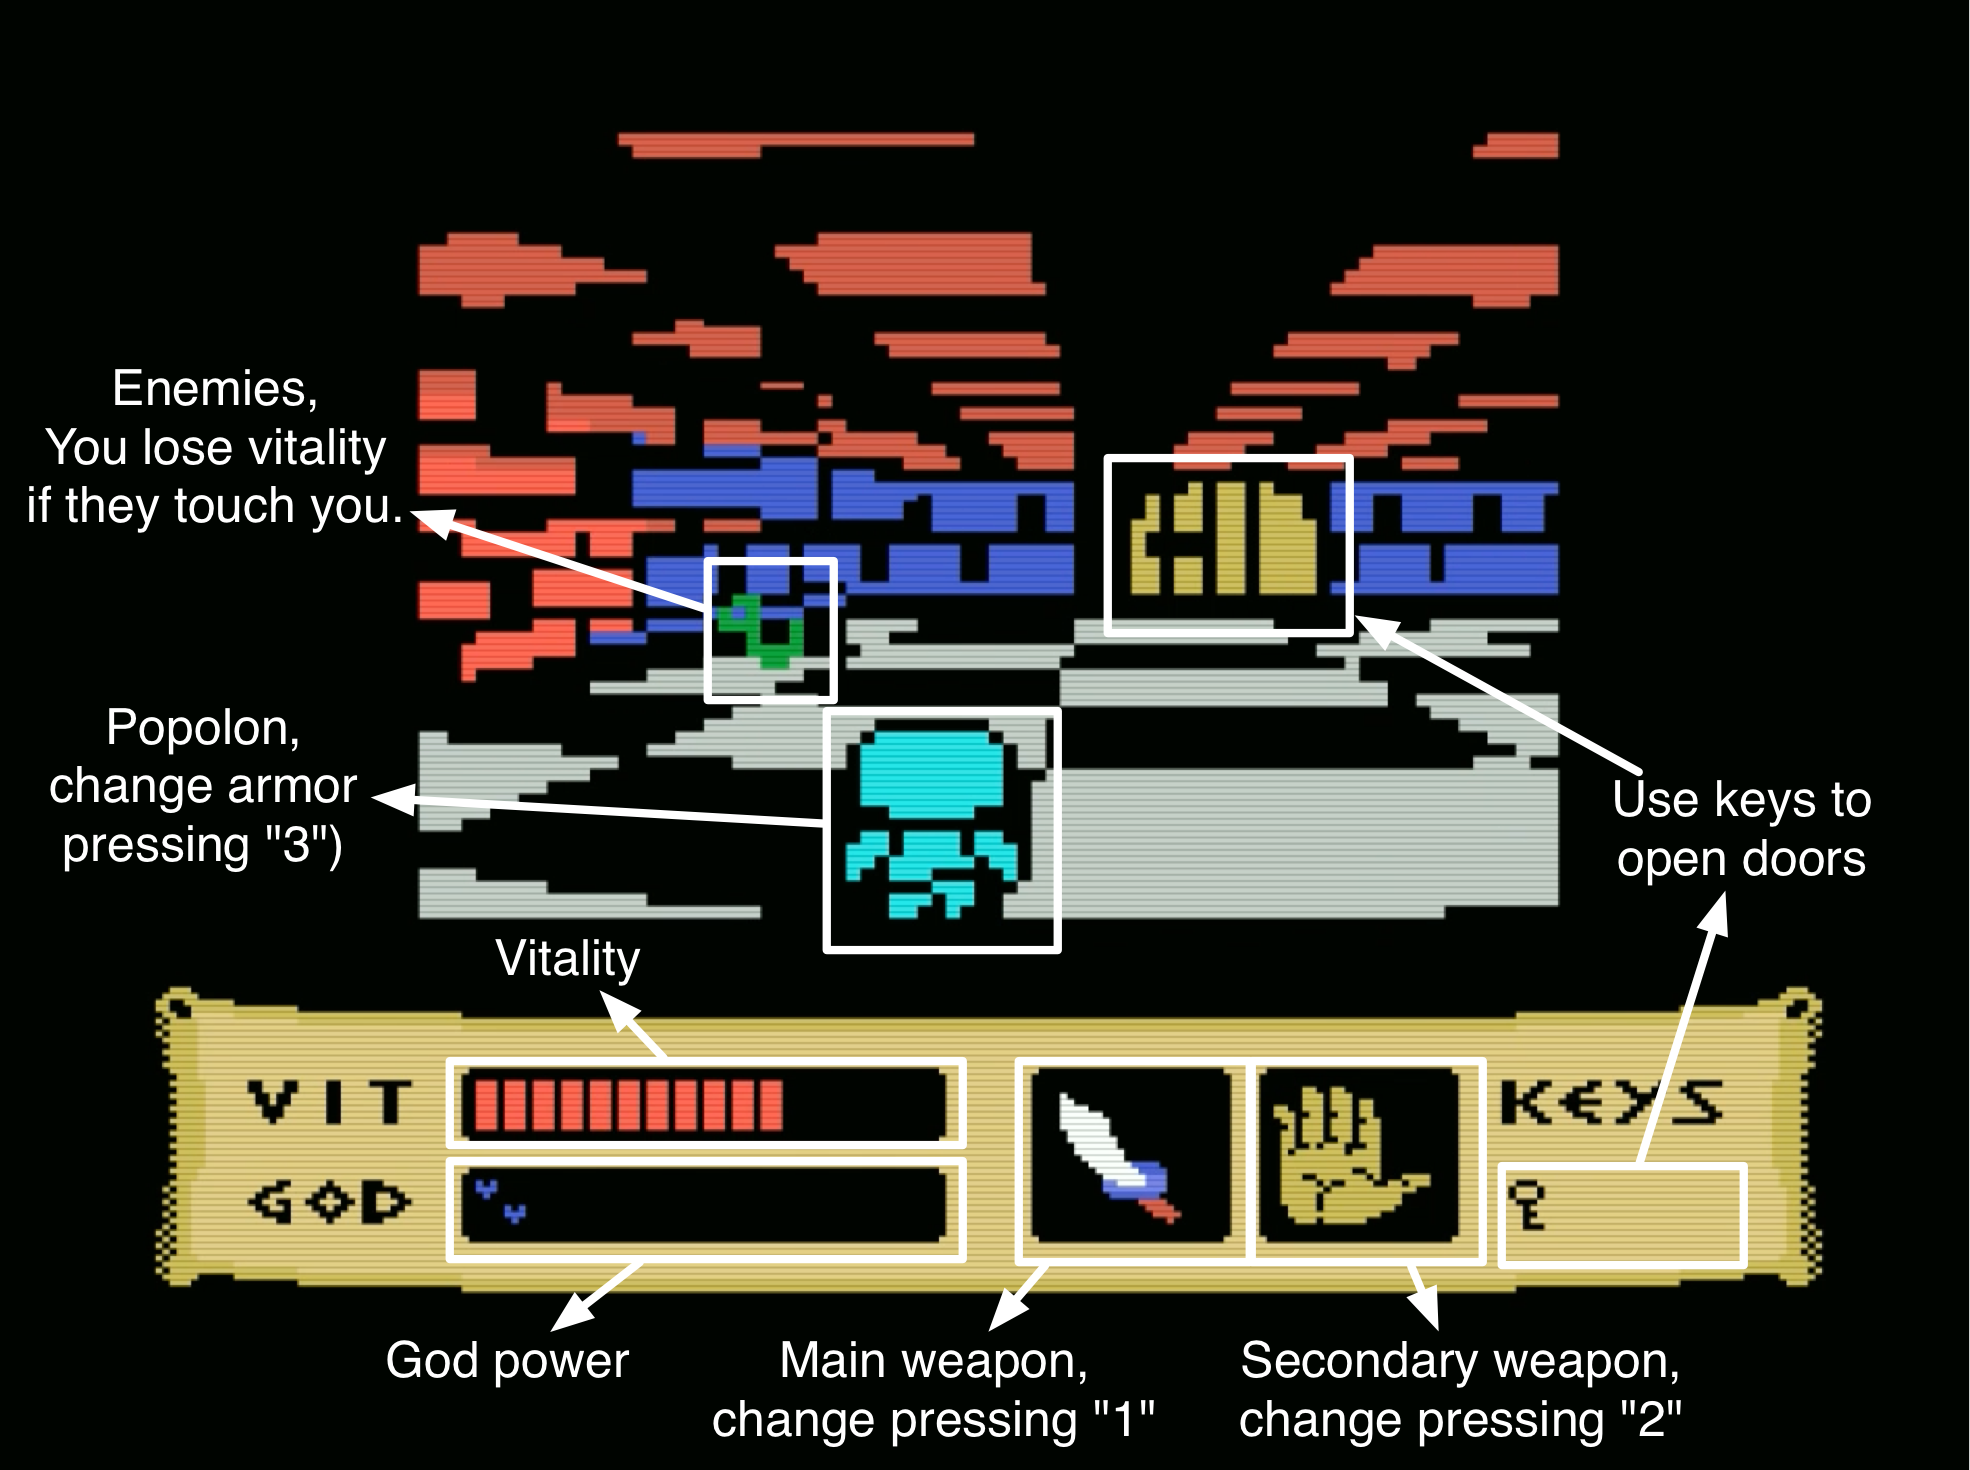 Enemies,
You lose vitality
if they touch you.
Popolon,
change armor
pressing "3")
Use keys to
open doors
Vitality
VIT
KEYS
GOD
God power
Main weapon,
change pressing "1"
Secondary weapon,
change pressing "2"